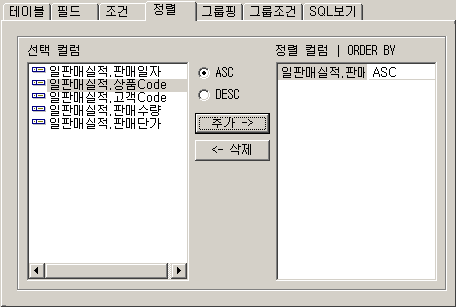 테이블 필드 조건 정렬 그룹핑 그룹조건 SQL보기
선택 컬럼
정렬 컬럼 | ORDER BY
일판매실적,판매일자
일판매실적,상품Code
일판매실적,고객Code
일판매실적,판매수량
일판매실적,판매단가
ASC
DESC
추가 ->
<- 삭제
일판매실적,판매 ASC